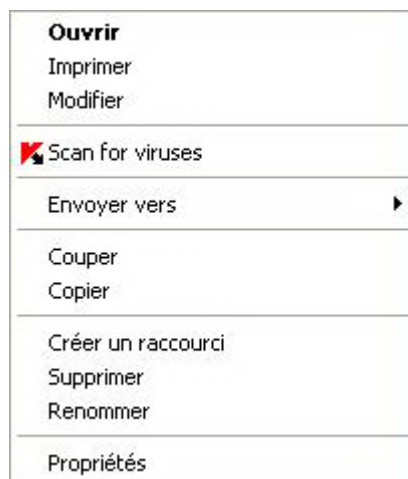 Ouvrir
Imprimer
Modifier
Scan for viruses
Envoyer vers
Couper
Copier
Créer un raccourci
Supprimer
Renommer
Propriétés